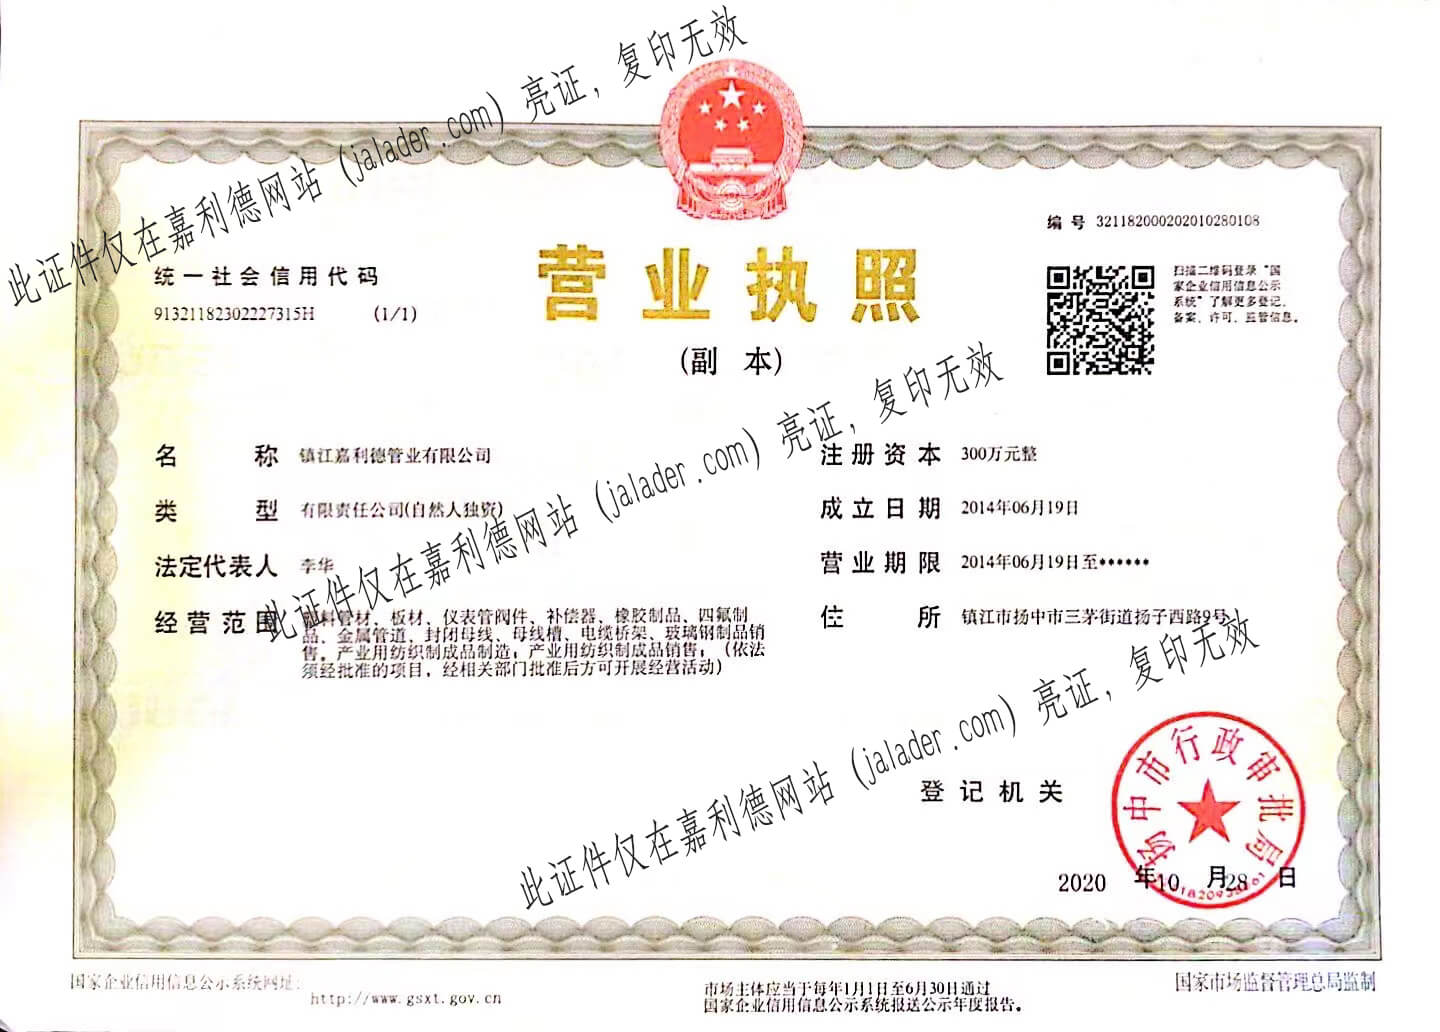 此证件仅在嘉利德网站（jalader.com）亮证，复印无效
编号 321182000202010280108
统一社会信用代码
91321182302227315H (1/1)
营业执照
(副 本)
扫描二维码登录“国
家企业信用信息公示
系统”了解更多登记、
备案、许可、监管信息。
此证件仅在嘉利德网站（jalader.com）亮证，复印无效
名称 镇江嘉利德管业有限公司
注册资本 300万元整
类型 有限责任公司(自然人独资)
成立日期 2014年06月19日
法定代表人 李华
营业期限 2014年06月19日至******
经营范围 料管材、板材、仪表管阀件、补偿器、橡胶制品、四氟制
品、金属管道、封闭母线、母线槽、电缆桥架、玻璃钢制品销
售。产业用纺织制成品制造；产业用纺织制成品销售；（依法
须经批准的项目，经相关部门批准后方可开展经营活动）
住所 镇江市扬中市三茅街道扬子西路9号
此证件仅在嘉利德网站（jalader.com）亮证，复印无效
登记机关
扬中市行政审批局
2020 年10 月28 日
国家企业信用信息公示系统网址：
http://www.gsxt.gov.cn
市场主体应当于每年1月1日至6月30日通过
国家企业信用信息公示系统报送公示年度报告。
国家市场监督管理总局监制